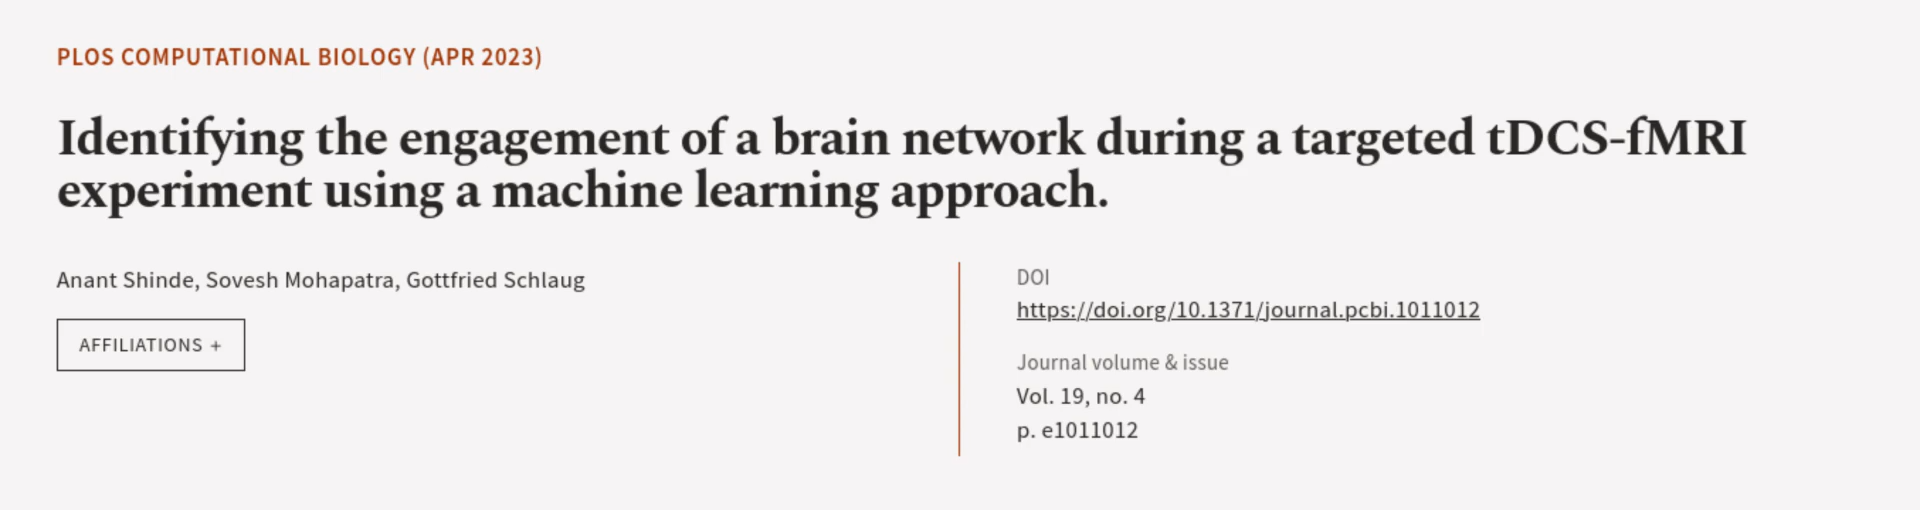 PLOS COMPUTATIONAL BIOLOGY (APR 2023)
Identifying the engagement of a brain network during a targeted tDCS-fMRI
experiment using a machine learning approach.
Anant Shinde, Sovesh Mohapatra, Gottfried Schlaug
AFFILIATIONS +
DOI
https://doi.org/10.1371/journal.pcbi.1011012
Journal volume & issue
Vol. 19, no. 4
p. e1011012